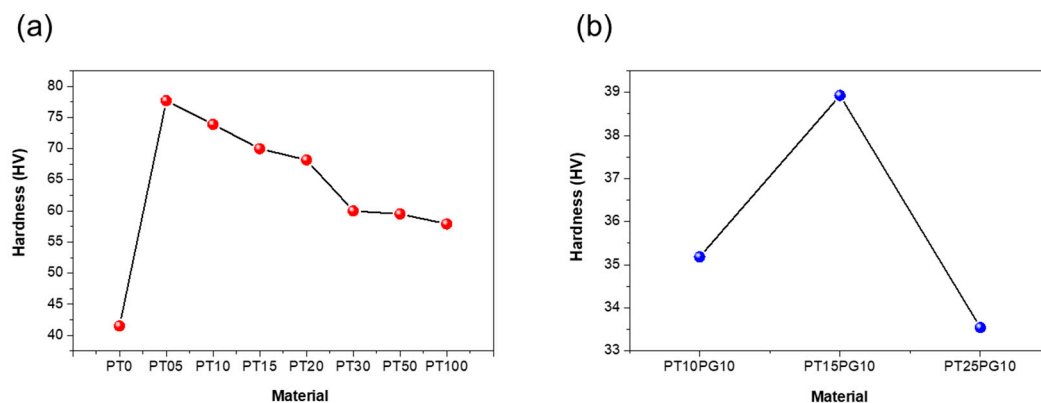 (a)
(b)
80
75
70
65
60
55
50
45
40
Hardness (HV)
PT0 PT05 PT10 PT15 PT20 PT30 PT50 PT100
Material
39
38
37
36
35
34
33
Hardness (HV)
PT10PG10 PT15PG10 PT25PG10
Material